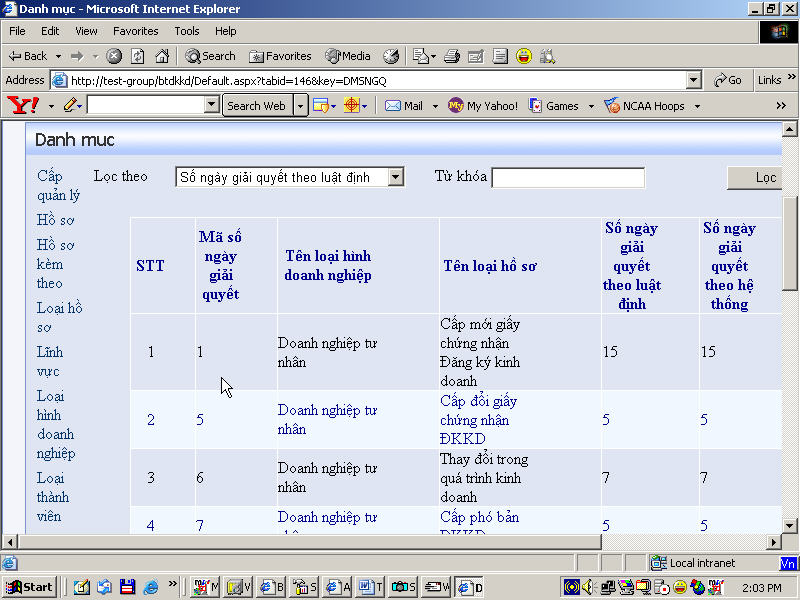 Danh mục - Microsoft Internet Explorer
File Edit View Favorites Tools Help
Back Search Favorites Media
Address http://test-group/btdkkd/Default.aspx?tabid=146&key=DMSNGQ Go Links »
Y! Search Web Mail My Yahoo! Games NCAA Hoops »
Danh mục
Cấp quản lý
Hồ sơ
Hồ sơ kèm theo
Loại hồ sơ
Lĩnh vực
Loại hình doanh nghiệp
Loại thành viên
Lọc theo Số ngày giải quyết theo luật định Từ khóa Lọc
STT Mã số ngày giải quyết Tên loại hình doanh nghiệp Tên loại hồ sơ Số ngày giải quyết theo luật định Số ngày giải quyết theo hệ thống
1 1 Doanh nghiệp tư nhân Cấp mới giấy chứng nhận Đăng ký kinh doanh 15 15
2 5 Doanh nghiệp tư nhân Cấp đổi giấy chứng nhận ĐKKD 5 5
3 6 Doanh nghiệp tư nhân Thay đổi trong quá trình kinh doanh 7 7
4 7 Doanh nghiệp tư Cấp phó bản ĐKKD 5 5
Local intranet Vn
Start » M V B S A W T S W D 2:03 PM